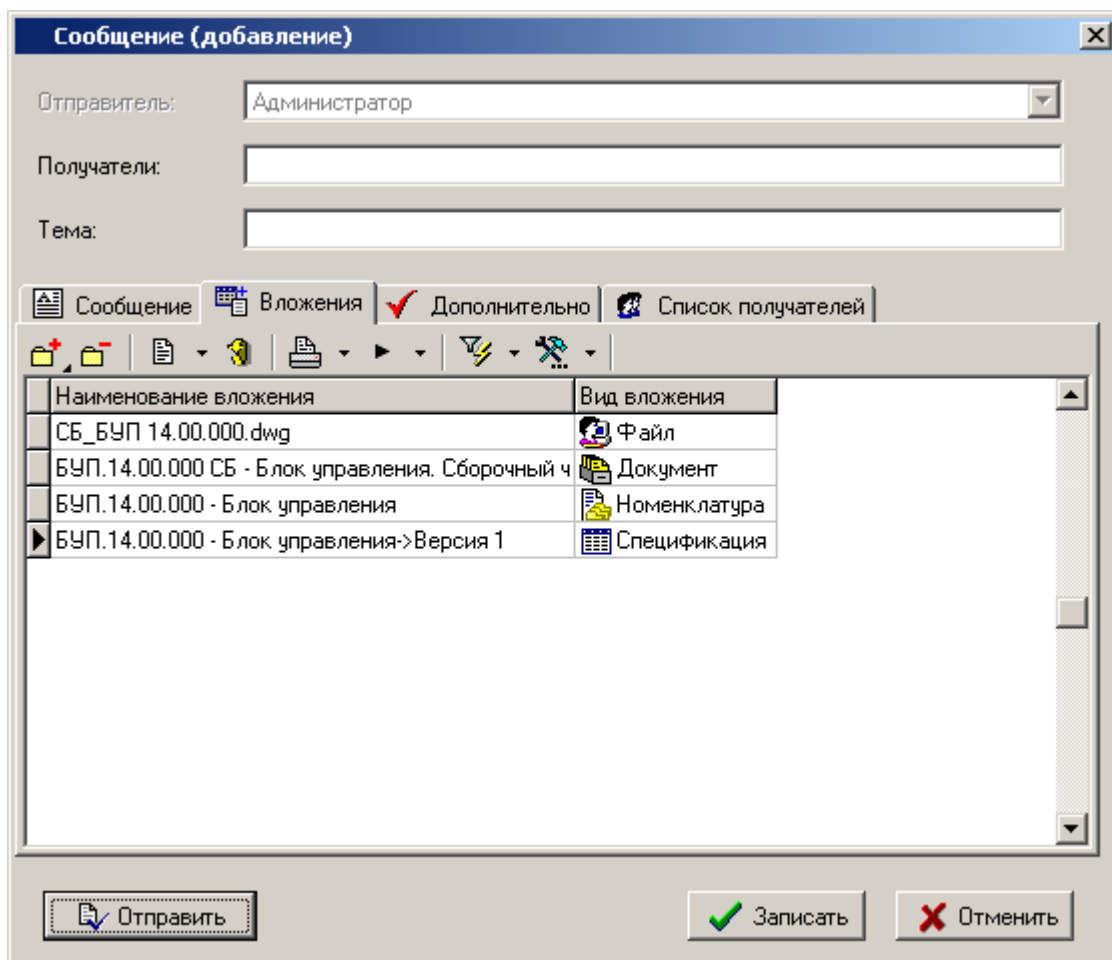 Сообщение (добавление)
Отправитель: Администратор
Получатели:
Тема:
Сообщение Вложения Дополнительно Список получателей
Наименование вложения Вид вложения
СБ_БУП 14.00.000.dwg Файл
БУП.14.00.000 СБ - Блок управления. Сборочный ч Документ
БУП.14.00.000 - Блок управления Номенклатура
БУП.14.00.000 - Блок управления->Версия 1 Спецификация
Отправить Записать Отменить